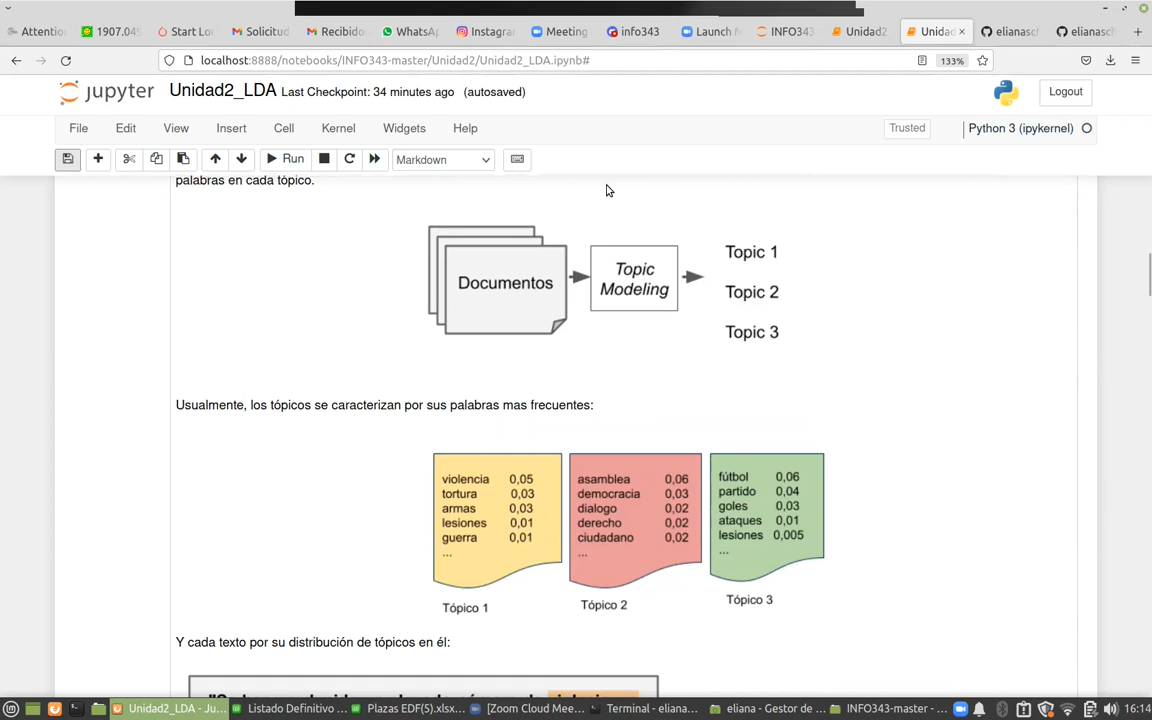 Attentio 1907.049 Start Loc Solicitud Recibido WhatsAp Instagra Meeting info343 Launch M INFO343 Unidad2 Unidad elianasc elianasc
localhost:8888/notebooks/INFO343-master/Unidad2/Unidad2_LDA.ipynb# 133%
jupyter Unidad2_LDA Last Checkpoint: 34 minutes ago (autosaved) Logout
File Edit View Insert Cell Kernel Widgets Help Trusted Python 3 (ipykernel)
Run Markdown
palabras en cada tópico.
Documentos
Topic
Modeling
Topic 1
Topic 2
Topic 3
Usualmente, los tópicos se caracterizan por sus palabras mas frecuentes:
violencia 0,05
tortura 0,03
armas 0,03
lesiones 0,01
guerra 0,01
...
Tópico 1
asamblea 0,06
democracia 0,03
dialogo 0,02
derecho 0,02
ciudadano 0,02
...
Tópico 2
fútbol 0,06
partido 0,04
goles 0,03
ataques 0,01
lesiones 0,005
...
Tópico 3
Y cada texto por su distribución de tópicos en él:
Unidad2_LDA - Ju... Listado Definitivo ... Plazas EDF(5).xlsx... [Zoom Cloud Mee... Terminal - eliana:... eliana - Gestor de ... INFO343-master - ... 16:14